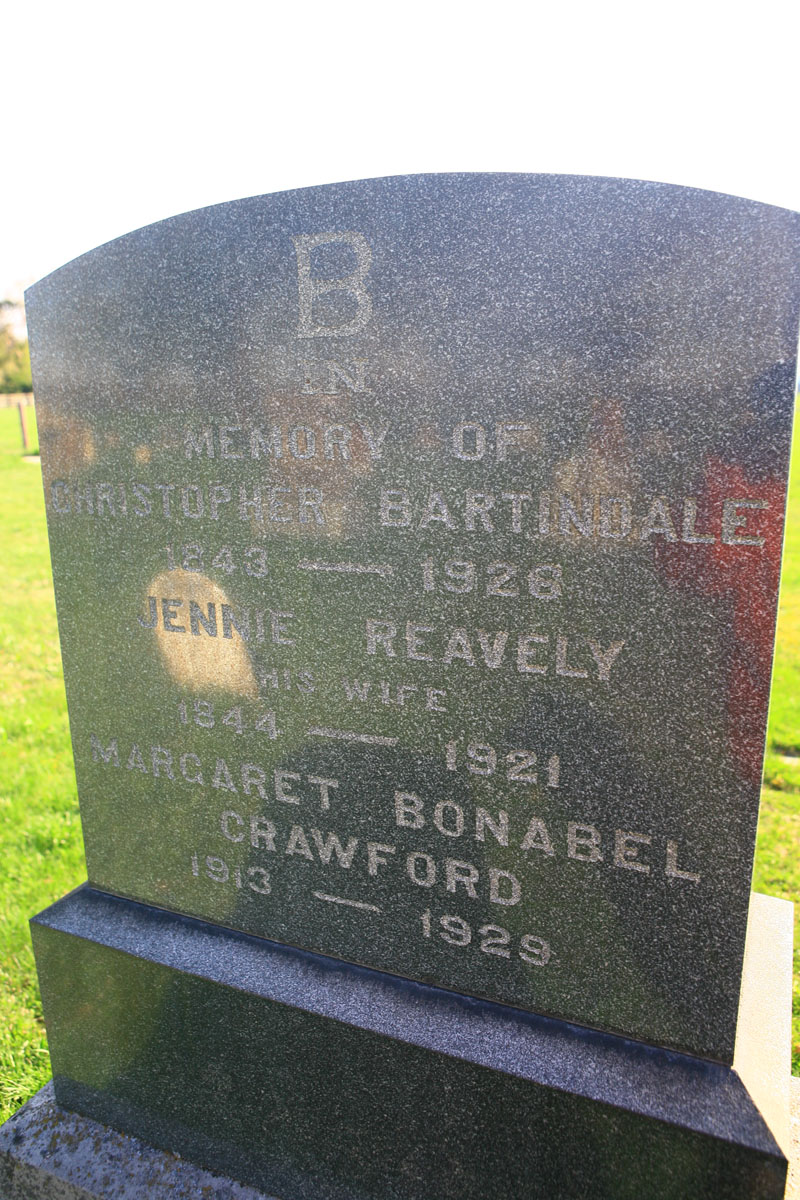 B
IN
MEMORY OF
CHRISTOPHER BARTINDALE
1843 — 1926
JENNIE REAVELY
HIS WIFE
1844 — 1921
MARGARET BONABEL
CRAWFORD
1913 — 1929